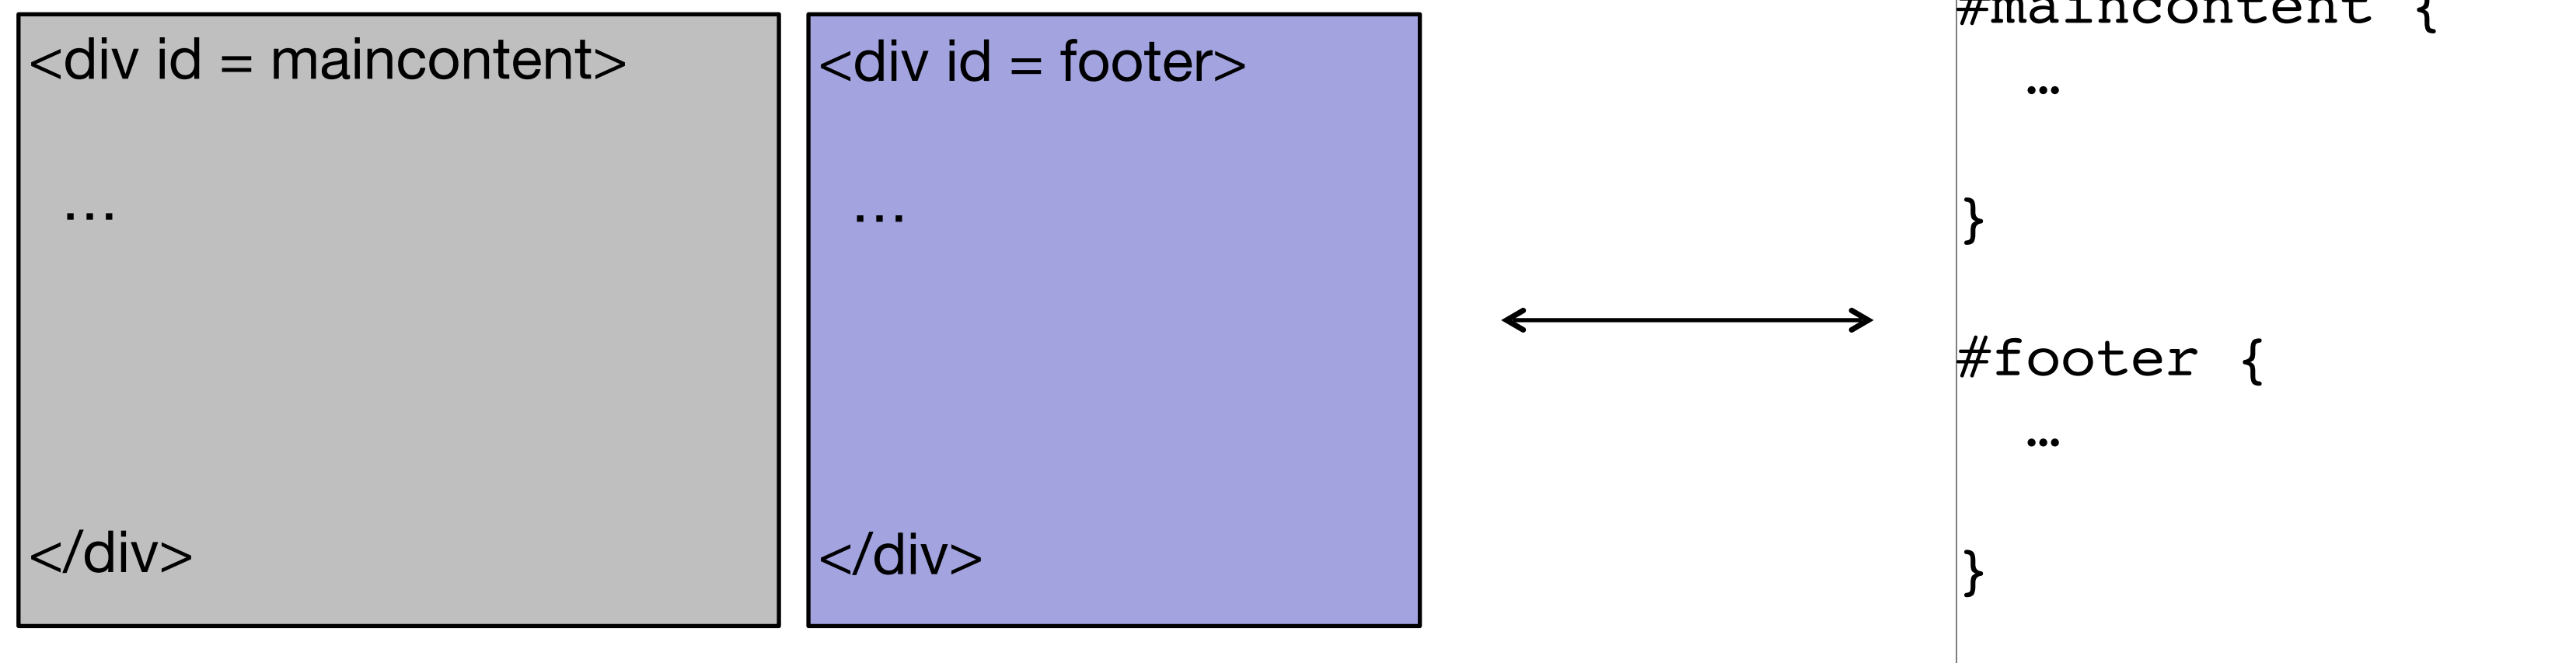 <div id = maincontent>
…
</div>
<div id = footer>
…
</div>
#maincontent {
…
}
#footer {
…
}